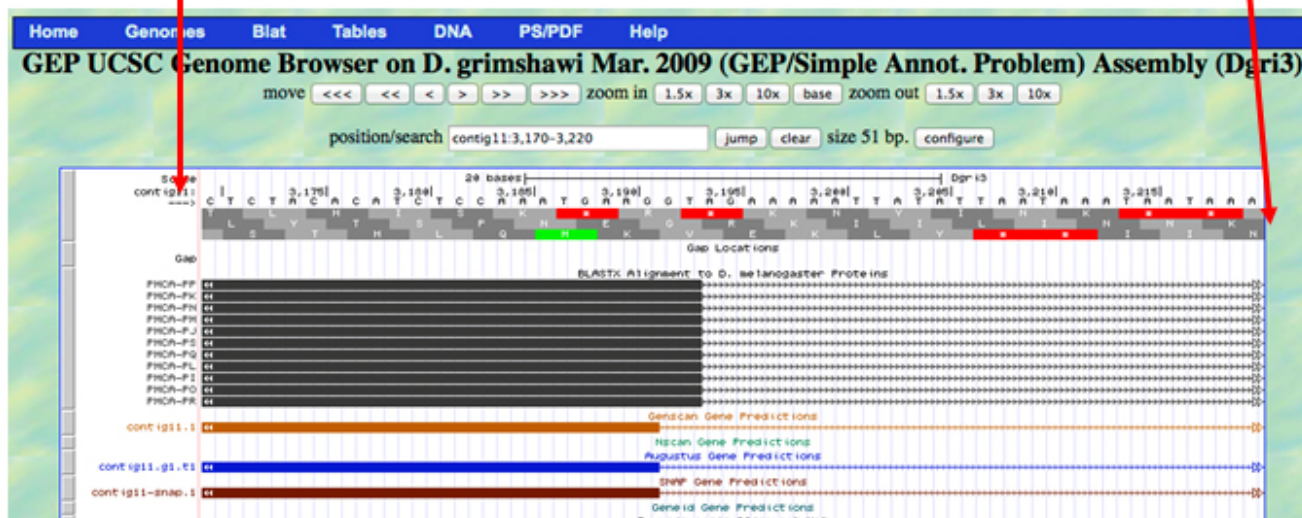 Home Genomes Blat Tables DNA PS/PDF Help
GEP UCSC Genome Browser on D. grimshawi Mar. 2009 (GEP/Simple Annot. Problem) Assembly (Dgri3)
move <<< << < > >> >>> zoom in 1.5x 3x 10x base zoom out 1.5x 3x 10x
position/search contig11:3,170-3,220 jump clear size 51 bp. configure
20 bases Dgri3
contig11: 3,175| 3,180| 3,185| 3,190| 3,195| 3,200| 3,205| 3,210| 3,215|
--->
Gap Locations
Gap
BLASTX Alignment to D. melanogaster Proteins
PMCA-PP
PMCA-PK
PMCA-PN
PMCA-PM
PMCA-PJ
PMCA-PS
PMCA-PQ
PMCA-PL
PMCA-PI
PMCA-PO
PMCA-PR
Genscan Gene Predictions
contig11.1
Nscan Gene Predictions
Augustus Gene Predictions
contig11.g1.t1
SNAP Gene Predictions
contig11-snap.1
Geneid Gene Predictions